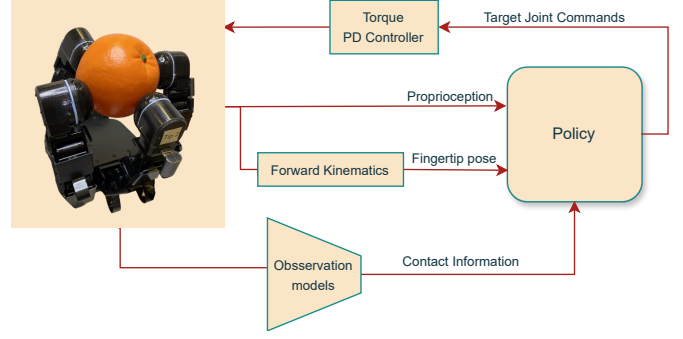 Torque
PD Controller
Target Joint Commands
Proprioception
Policy
Forward Kinematics
Fingertip pose
Obsservation
models
Contact Information